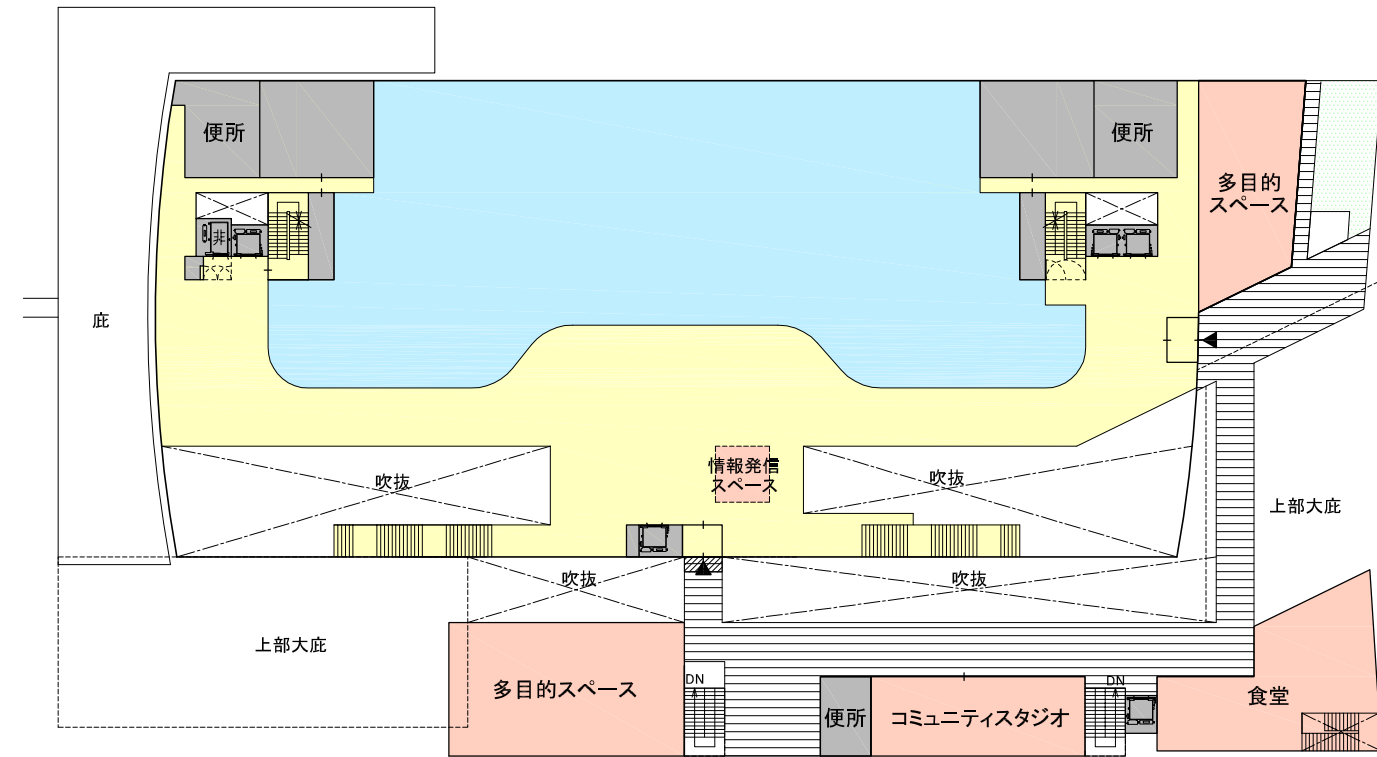 便所
便所
多目的
スペース
非
庇
情報発信
スペース
吹抜
吹抜
上部大庇
吹抜
吹抜
上部大庇
DN
DN
多目的スペース
便所
コミュニティスタジオ
食堂